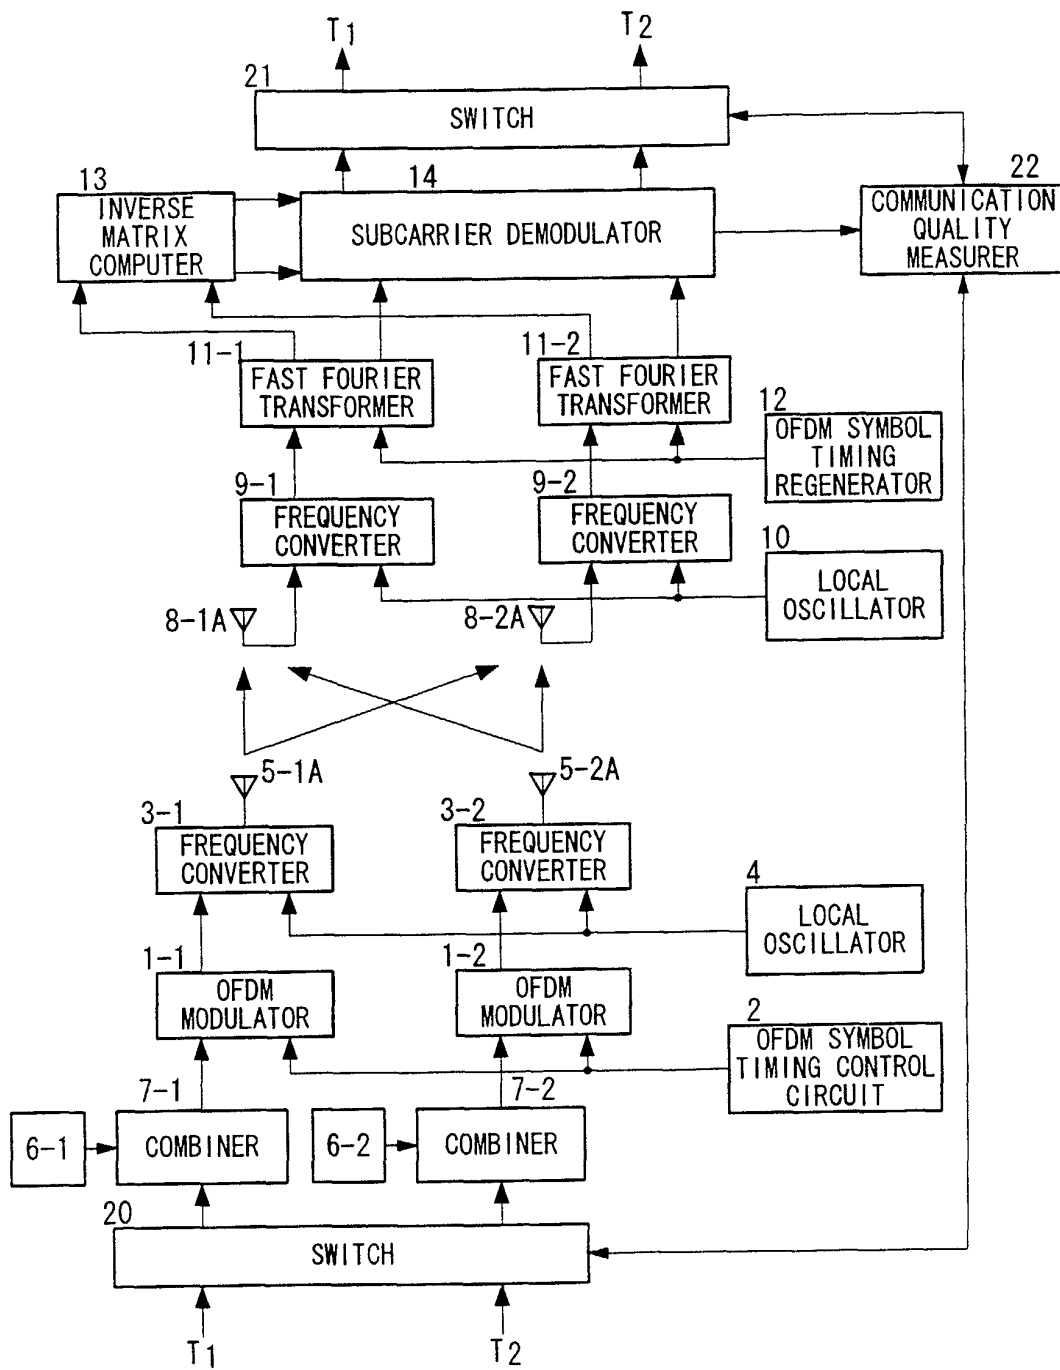 T1
T2
21
SWITCH
13
14
22
INVERSE
MATRIX
COMPUTER
SUBCARRIER DEMODULATOR
COMMUNICATION
QUALITY
MEASURER
11-1
11-2
FAST FOURIER
TRANSFORMER
FAST FOURIER
TRANSFORMER
12
OFDM SYMBOL
TIMING
REGENERATOR
9-1
9-2
FREQUENCY
CONVERTER
FREQUENCY
CONVERTER
10
LOCAL
OSCILLATOR
8-1A
8-2A
5-1A
5-2A
3-1
3-2
FREQUENCY
CONVERTER
FREQUENCY
CONVERTER
4
LOCAL
OSCILLATOR
1-1
1-2
OFDM
MODULATOR
OFDM
MODULATOR
2
OFDM SYMBOL
TIMING CONTROL
CIRCUIT
7-1
7-2
6-1
COMBINER
6-2
COMBINER
20
SWITCH
T1
T2